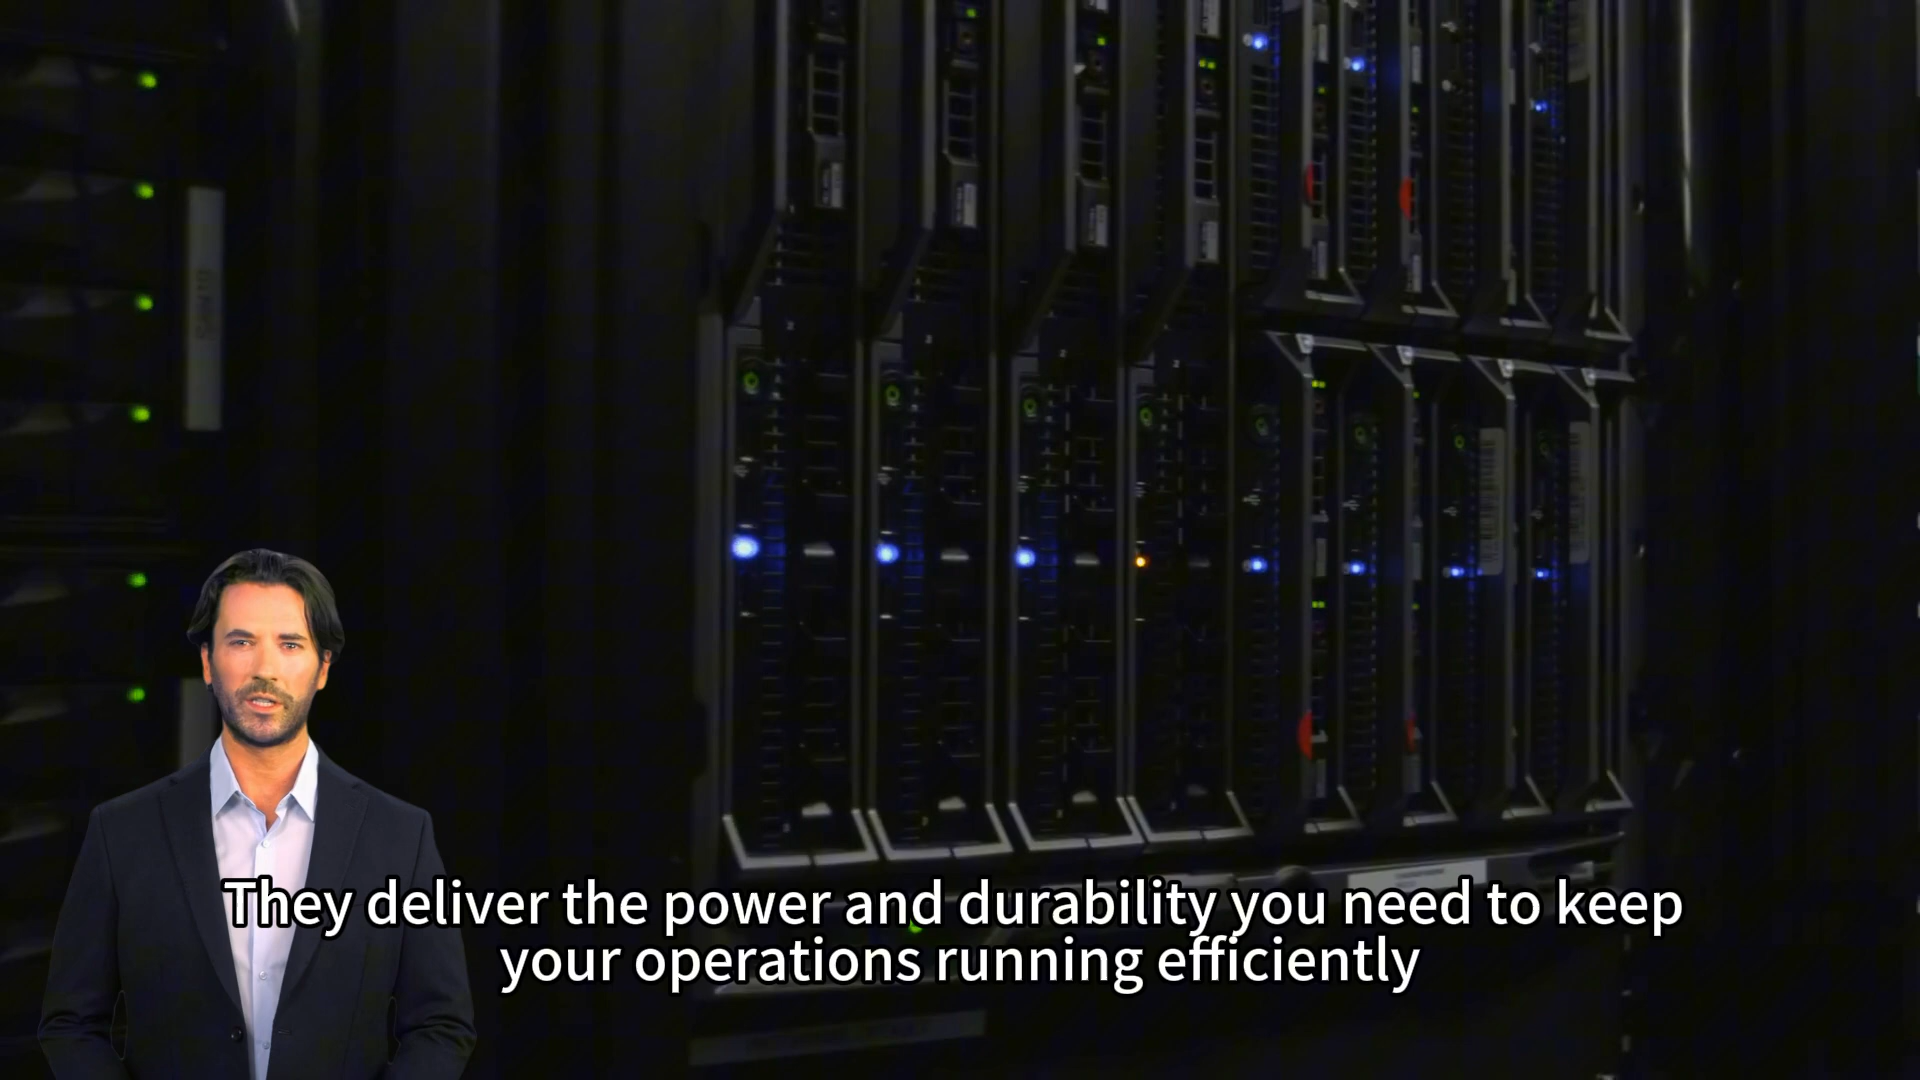 They deliver the power and durability you need to keep
your operations running efficiently